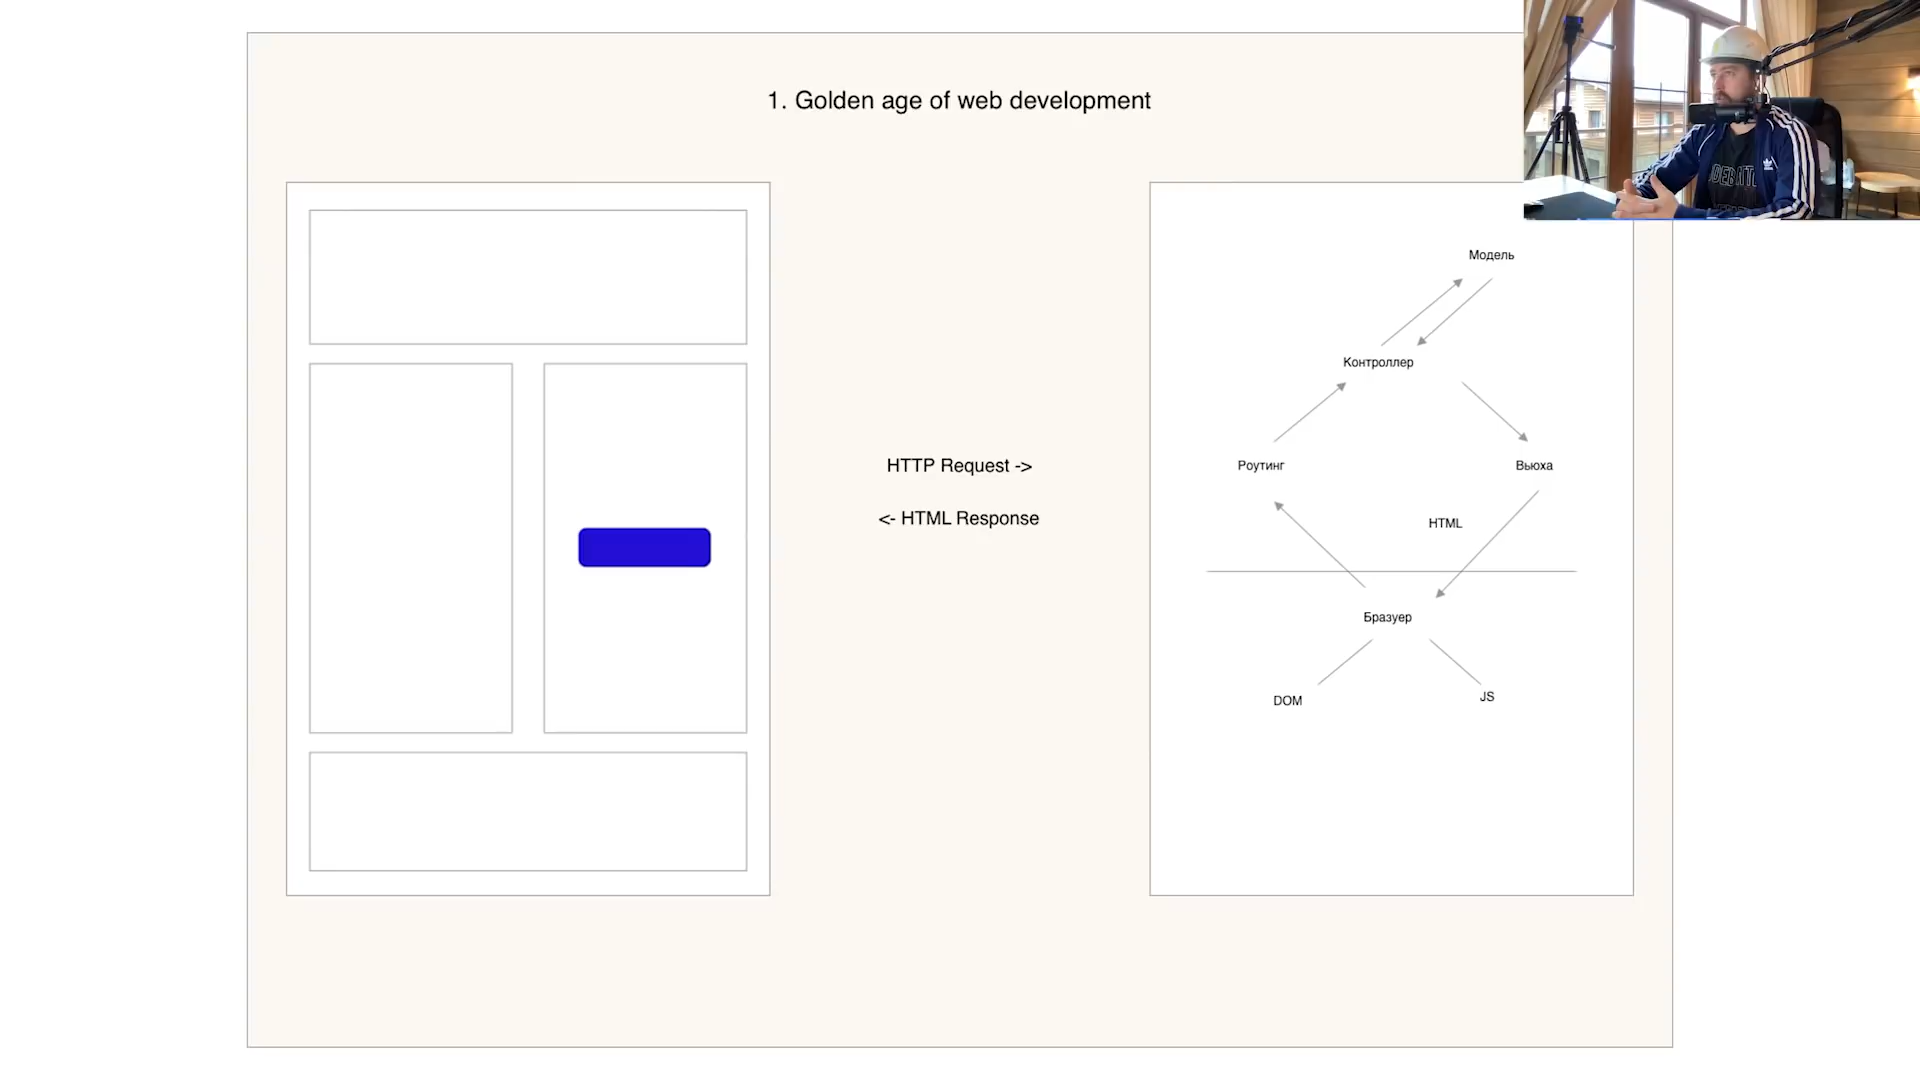 1. Golden age of web development
HTTP Request ->
<- HTML Response
Модель
Контроллер
Роутинг
Вьюха
HTML
Бразуер
DOM
JS